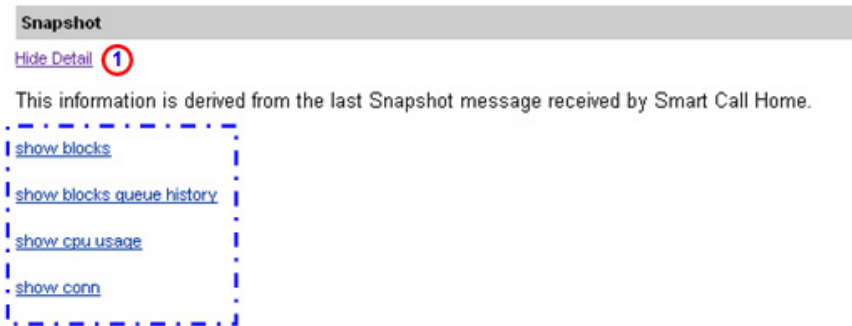 Snapshot
Hide Detail 1
This information is derived from the last Snapshot message received by Smart Call Home.
show blocks
show blocks queue history
show cpu usage
show conn